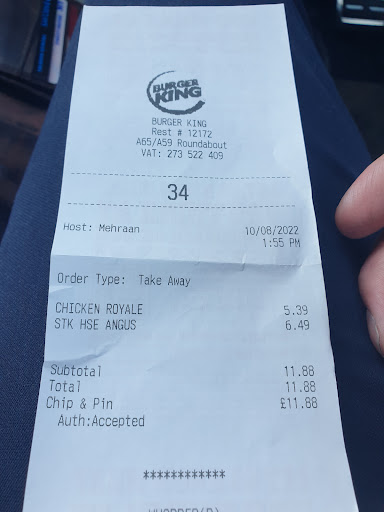 BURGER
KING
BURGER KING
Rest # 12172
A65/A59 Roundabout
VAT: 273 522 409
34
Host: Mehraan 10/08/2022
1:55 PM
Order Type: Take Away
CHICKEN ROYALE 5.39
STK HSE ANGUS 6.49
Subtotal 11.88
Total 11.88
Chip & Pin £11.88
Auth:Accepted
************